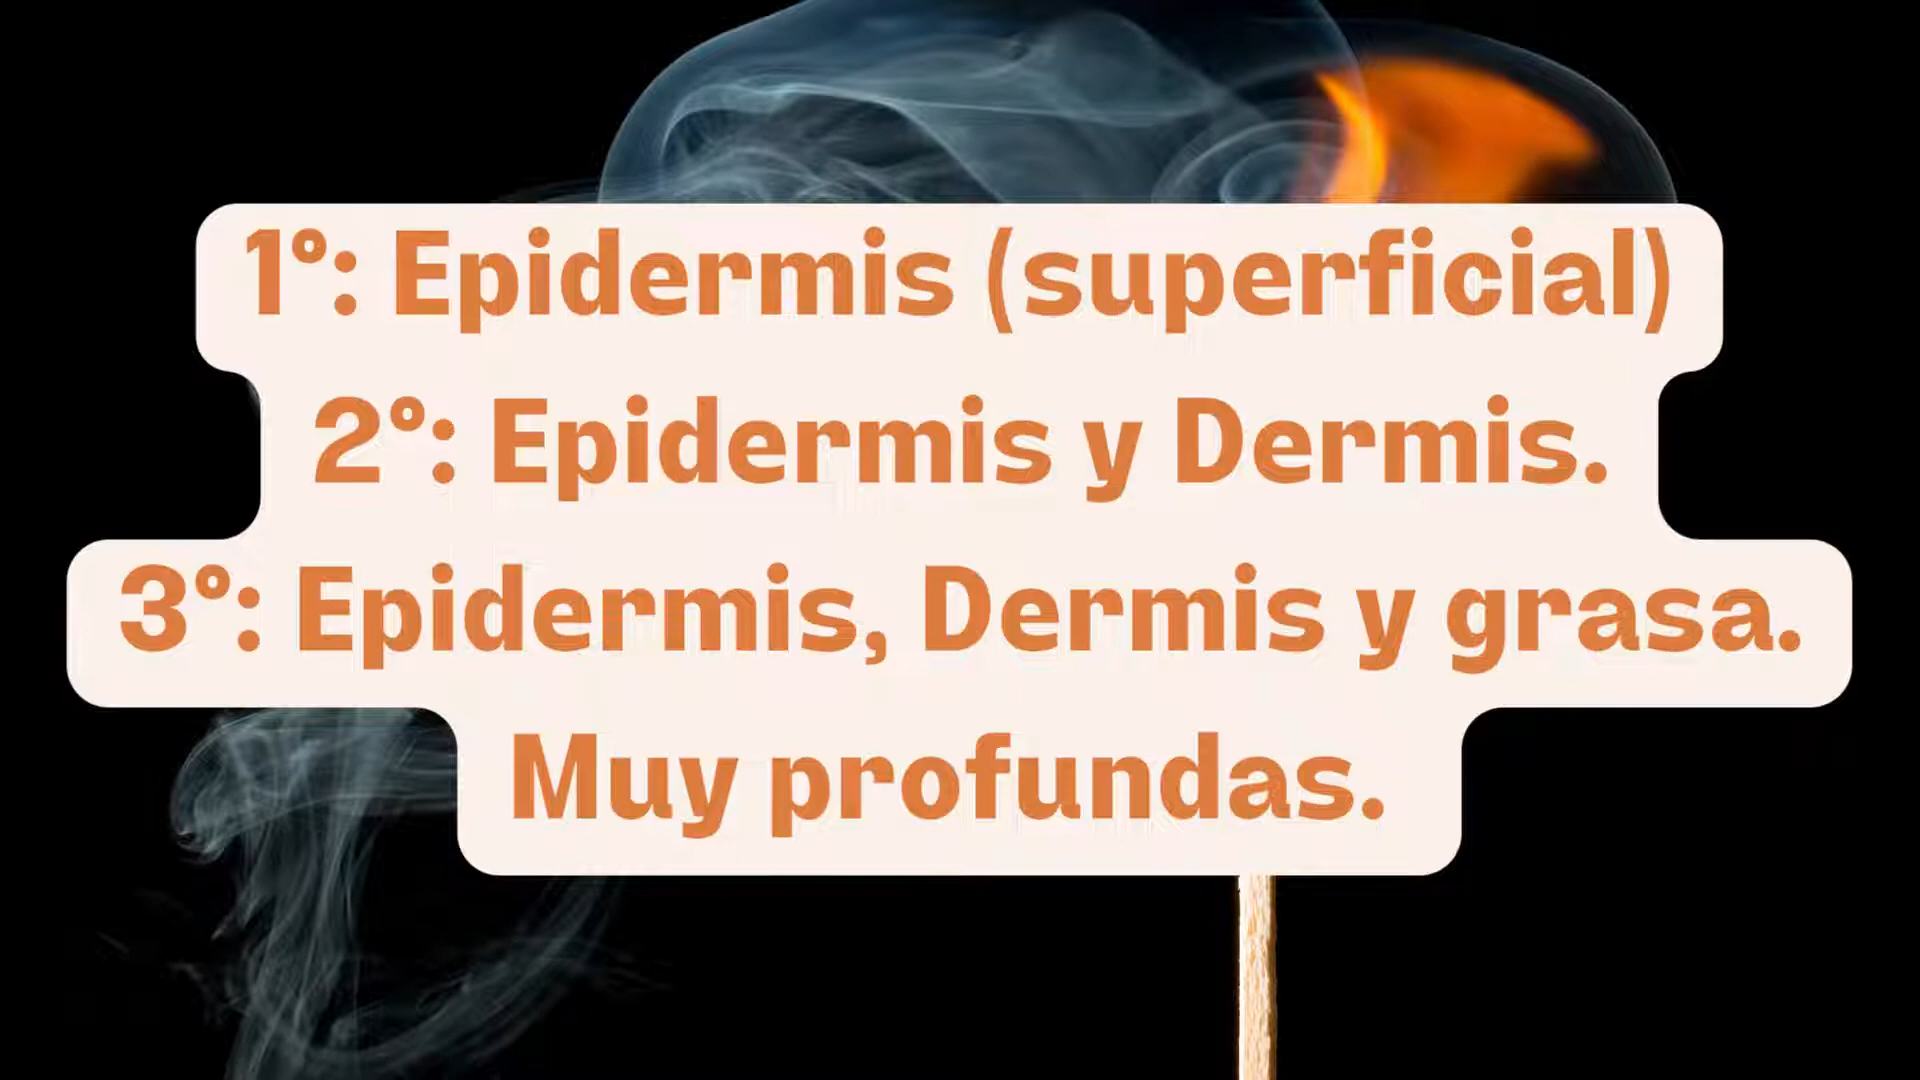 1°: Epidermis (superficial)
2°: Epidermis y Dermis.
3°: Epidermis, Dermis y grasa.
Muy profundas.